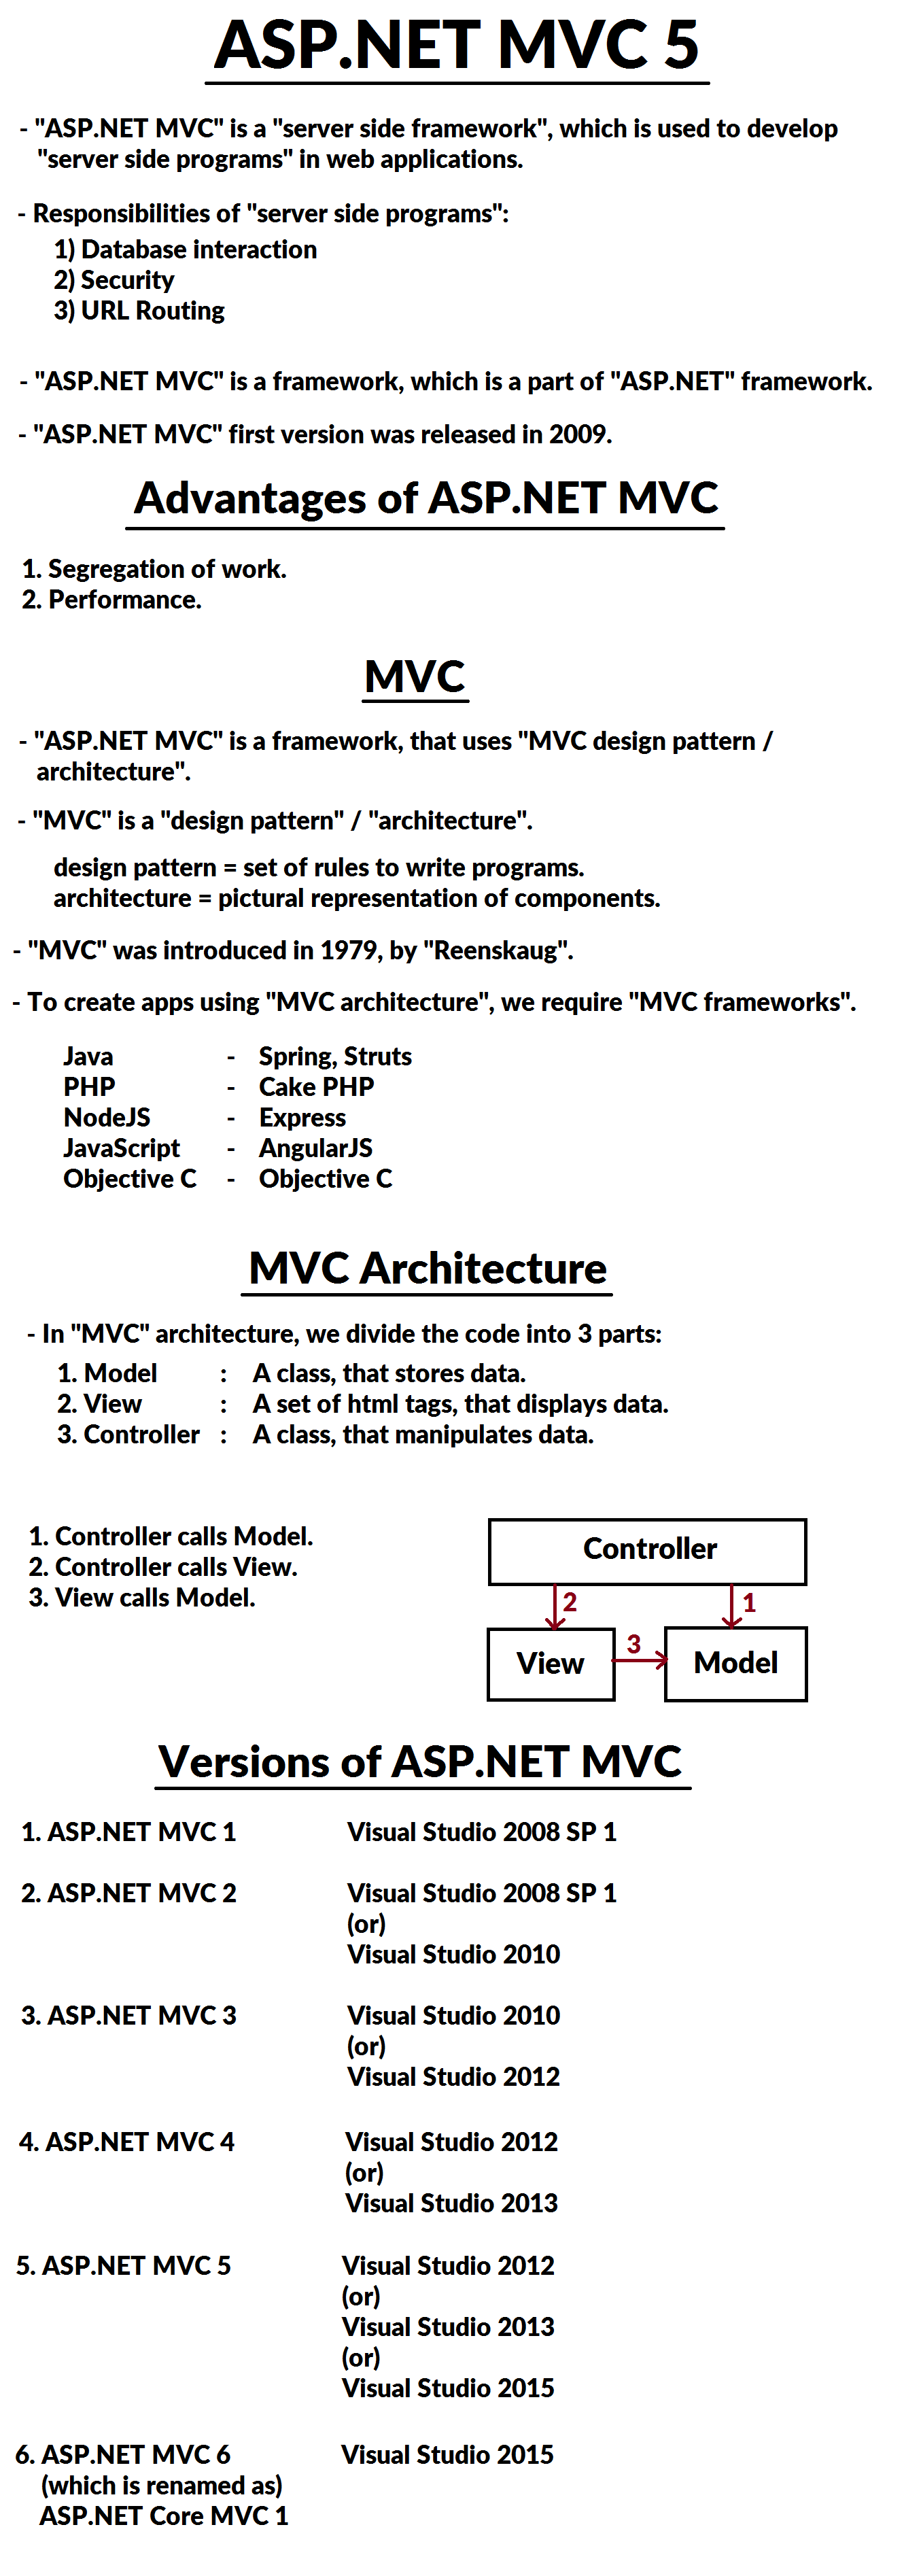 ASP.NET MVC 5
- "ASP.NET MVC" is a "server side framework", which is used to develop
"server side programs" in web applications.
- Responsibilities of "server side programs":
1) Database interaction
2) Security
3) URL Routing
- "ASP.NET MVC" is a framework, which is a part of "ASP.NET" framework.
- "ASP.NET MVC" first version was released in 2009.
Advantages of ASP.NET MVC
1. Segregation of work.
2. Performance.
MVC
- "ASP.NET MVC" is a framework, that uses "MVC design pattern /
architecture".
- "MVC" is a "design pattern" / "architecture".
design pattern = set of rules to write programs.
architecture = pictural representation of components.
- "MVC" was introduced in 1979, by "Reenskaug".
- To create apps using "MVC architecture", we require "MVC frameworks".
Java - Spring, Struts
PHP - Cake PHP
NodeJS - Express
JavaScript - AngularJS
Objective C - Objective C
MVC Architecture
- In "MVC" architecture, we divide the code into 3 parts:
1. Model : A class, that stores data.
2. View : A set of html tags, that displays data.
3. Controller : A class, that manipulates data.
1. Controller calls Model.
2. Controller calls View.
3. View calls Model.
Controller
2 1
View 3 Model
Versions of ASP.NET MVC
1. ASP.NET MVC 1 Visual Studio 2008 SP 1
2. ASP.NET MVC 2 Visual Studio 2008 SP 1
(or)
Visual Studio 2010
3. ASP.NET MVC 3 Visual Studio 2010
(or)
Visual Studio 2012
4. ASP.NET MVC 4 Visual Studio 2012
(or)
Visual Studio 2013
5. ASP.NET MVC 5 Visual Studio 2012
(or)
Visual Studio 2013
(or)
Visual Studio 2015
6. ASP.NET MVC 6 Visual Studio 2015
(which is renamed as)
ASP.NET Core MVC 1